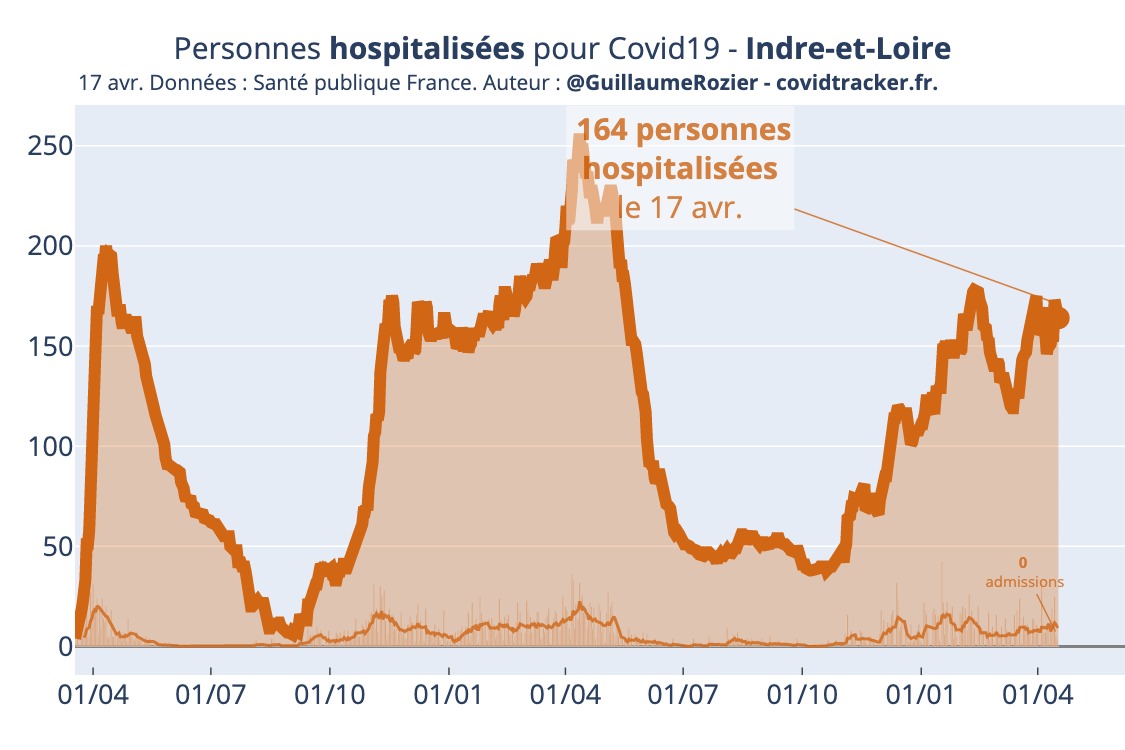 Personnes hospitalisées pour Covid19 - Indre-et-Loire
17 avr. Données : Santé publique France. Auteur : @GuillaumeRozier - covidtracker.fr.
164 personnes
hospitalisées
le 17 avr.
250
200
150
100
50
0
0
admissions
01/04
01/07
01/10
01/01
01/04
01/07
01/10
01/01
01/04